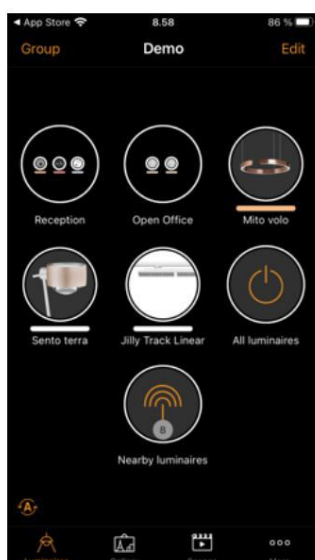 App Store 8.58 86 %
Group Demo Edit
Reception Open Office Mito volo
Sento terra Jilly Track Linear All luminaires
B
Nearby luminaires
A